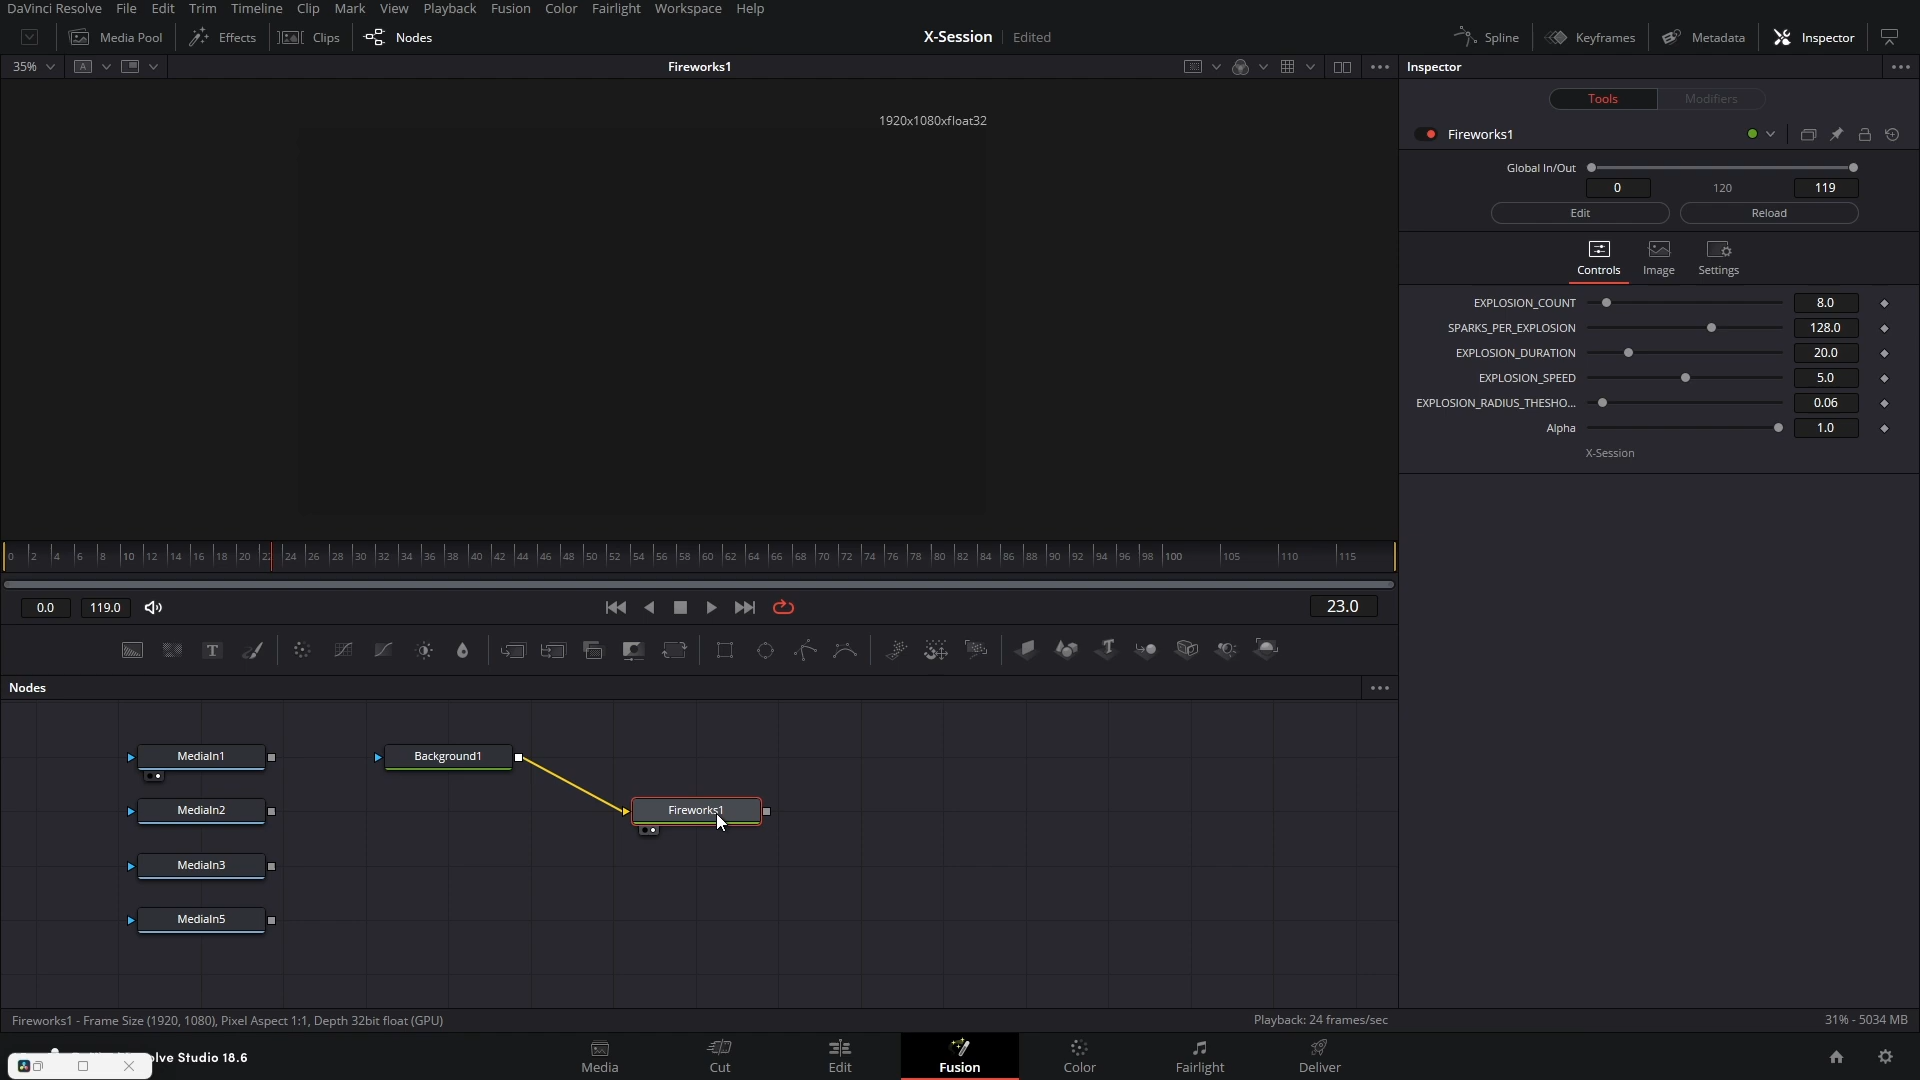 DaVinci Resolve File Edit Trim Timeline Clip Mark View Playback Fusion Color Fairlight Workspace Help
Media Pool Effects Clips Nodes X-Session Edited Spline Keyframes Metadata Inspector
35% A Fireworks1 Inspector
1920x1080xfloat32
Tools Modifiers
Fireworks1
Global In/Out
0 120 119
Edit Reload
Controls Image Settings
EXPLOSION_COUNT 8.0
SPARKS_PER_EXPLOSION 128.0
EXPLOSION_DURATION 20.0
EXPLOSION_SPEED 5.0
EXPLOSION_RADIUS_THESHO... 0.06
Alpha 1.0
X-Session
0 2 4 6 8 10 12 14 16 18 20 22 24 26 28 30 32 34 36 38 40 42 44 46 48 50 52 54 56 58 60 62 64 66 68 70 72 74 76 78 80 82 84 86 88 90 92 94 96 98 100 105 110 115
0.0 119.0 23.0
T T
Nodes
MediaIn1 Background1
MediaIn2 Fireworks1
MediaIn3
MediaIn5
Fireworks1 - Frame Size (1920, 1080), Pixel Aspect 1:1, Depth 32bit float (GPU) Playback: 24 frames/sec 31% - 5034 MB
olve Studio 18.6
Media Cut Edit Fusion Color Fairlight Deliver